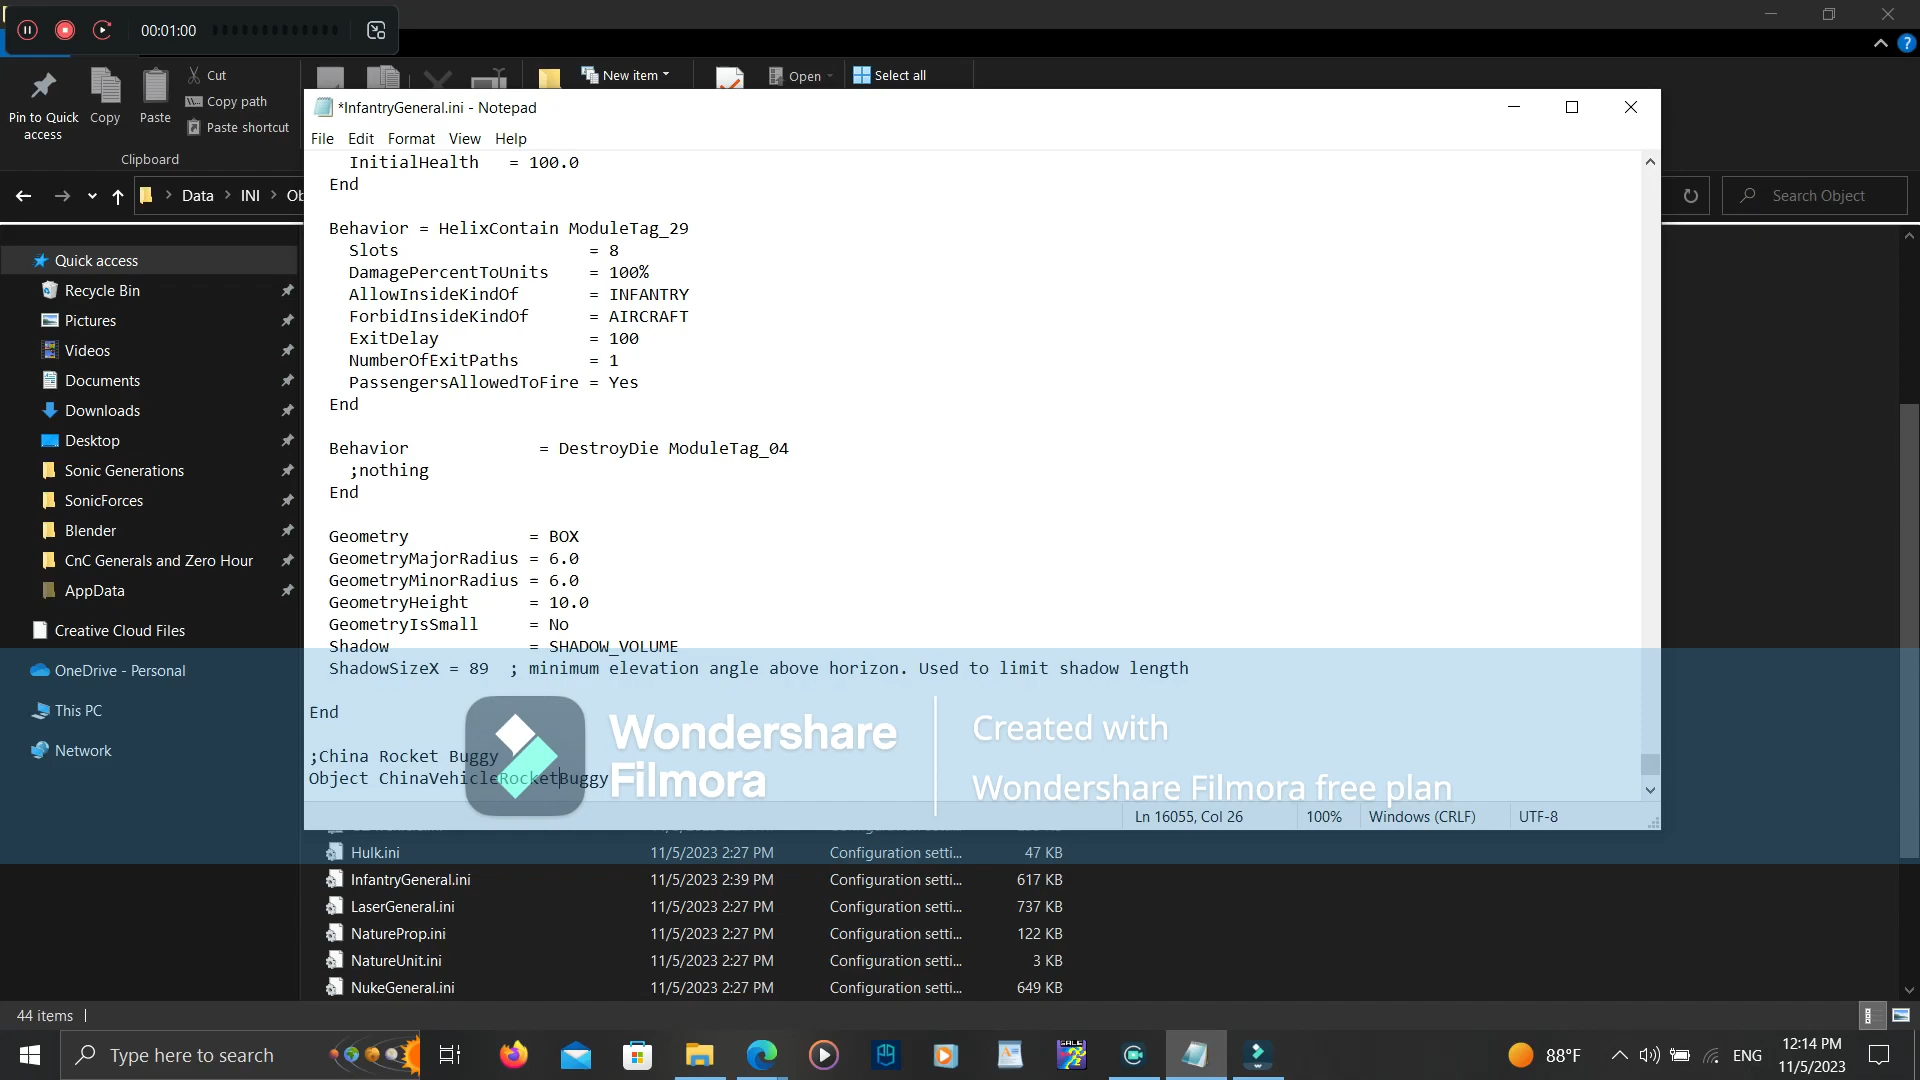 00:01:00
Pin to Quick access
Copy
Paste
Cut
Copy path
Paste shortcut
Clipboard
New item
Open
Select all
Data > INI > Ob
Search Object
*InfantryGeneral.ini - Notepad
File Edit Format View Help
InitialHealth = 100.0
End
Behavior = HelixContain ModuleTag_29
Slots = 8
DamagePercentToUnits = 100%
AllowInsideKindOf = INFANTRY
ForbidInsideKindOf = AIRCRAFT
ExitDelay = 100
NumberOfExitPaths = 1
PassengersAllowedToFire = Yes
End
Behavior = DestroyDie ModuleTag_04
;nothing
End
Geometry = BOX
GeometryMajorRadius = 6.0
GeometryMinorRadius = 6.0
GeometryHeight = 10.0
GeometryIsSmall = No
Shadow = SHADOW_VOLUME
ShadowSizeX = 89 ; minimum elevation angle above horizon. Used to limit shadow length
End
;China Rocket Buggy
Object ChinaVehicleRocketBuggy
Ln 16055, Col 26
100%
Windows (CRLF)
UTF-8
Quick access
Recycle Bin
Pictures
Videos
Documents
Downloads
Desktop
Sonic Generations
SonicForces
Blender
CnC Generals and Zero Hour
AppData
Creative Cloud Files
OneDrive - Personal
This PC
Network
Wondershare
Filmora
Created with
Wondershare Filmora free plan
Hulk.ini 11/5/2023 2:27 PM Configuration setti... 47 KB
InfantryGeneral.ini 11/5/2023 2:39 PM Configuration setti... 617 KB
LaserGeneral.ini 11/5/2023 2:27 PM Configuration setti... 737 KB
NatureProp.ini 11/5/2023 2:27 PM Configuration setti... 122 KB
NatureUnit.ini 11/5/2023 2:27 PM Configuration setti... 3 KB
NukeGeneral.ini 11/5/2023 2:27 PM Configuration setti... 649 KB
44 items
Type here to search
SALE
88°F
ENG
12:14 PM
11/5/2023